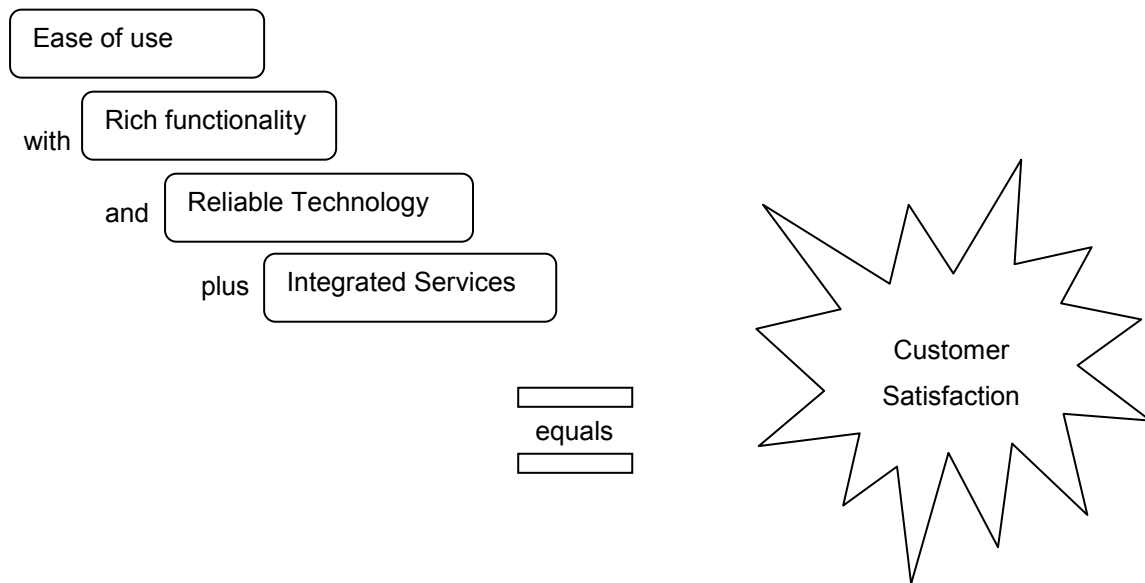 Ease of use
with
Rich functionality
and
Reliable Technology
plus
Integrated Services
equals
Customer
Satisfaction